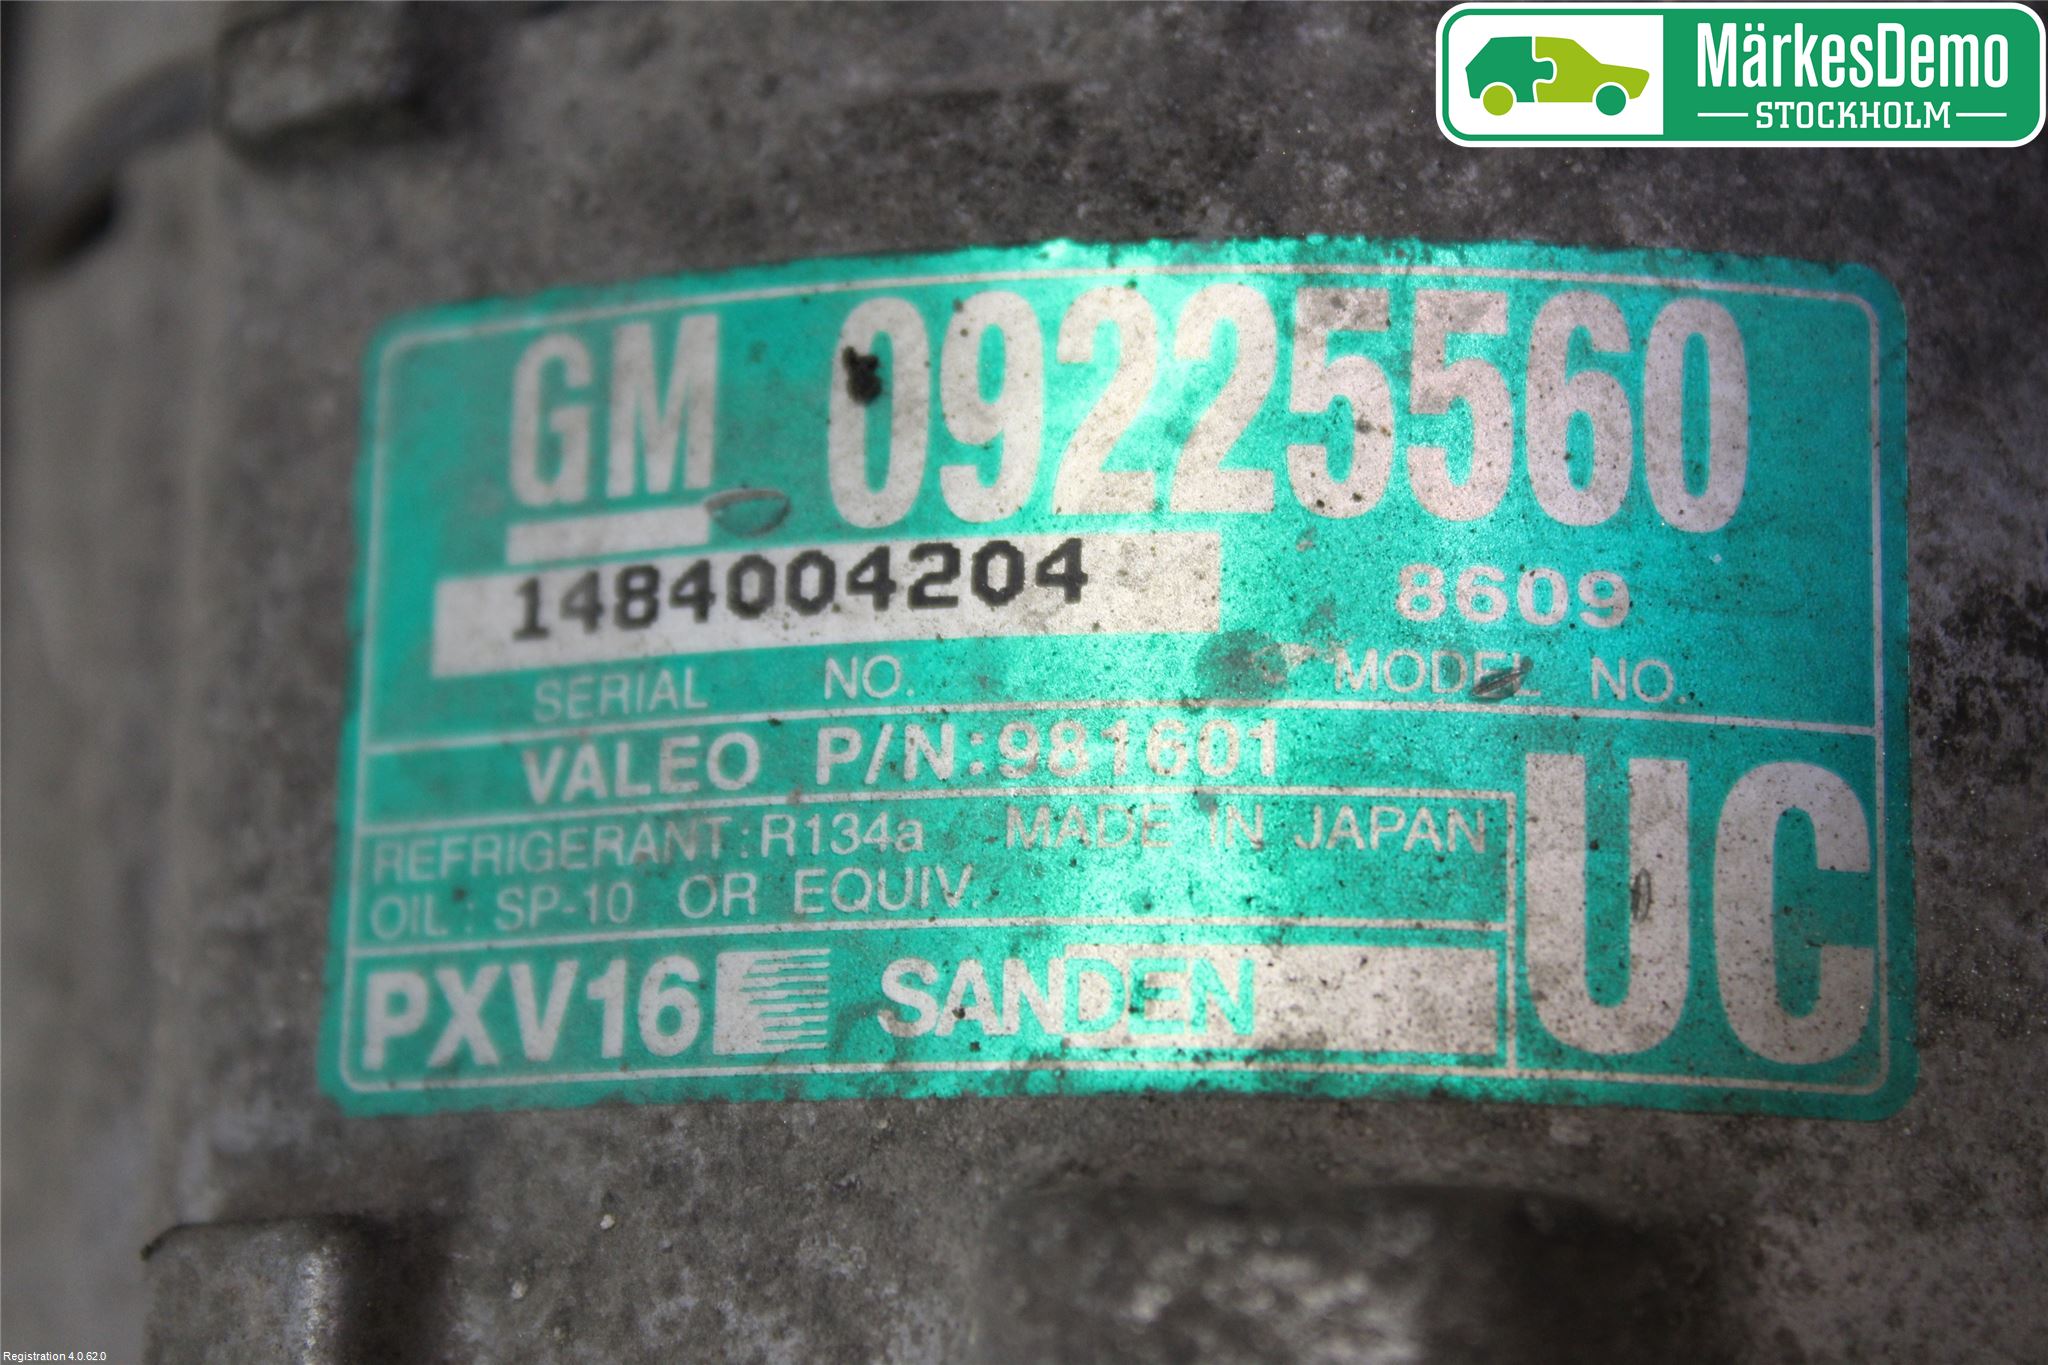 MärkesDemo
STOCKHOLM
GM 09225560
1484004204 8609
SERIAL NO. MODEL NO.
VALEO P/N:981601
REFRIGERANT:R134a MADE IN JAPAN
OIL: SP-10 OR EQUIV.
UC
PXV16 SANDEN
Registration 4.0.62.0